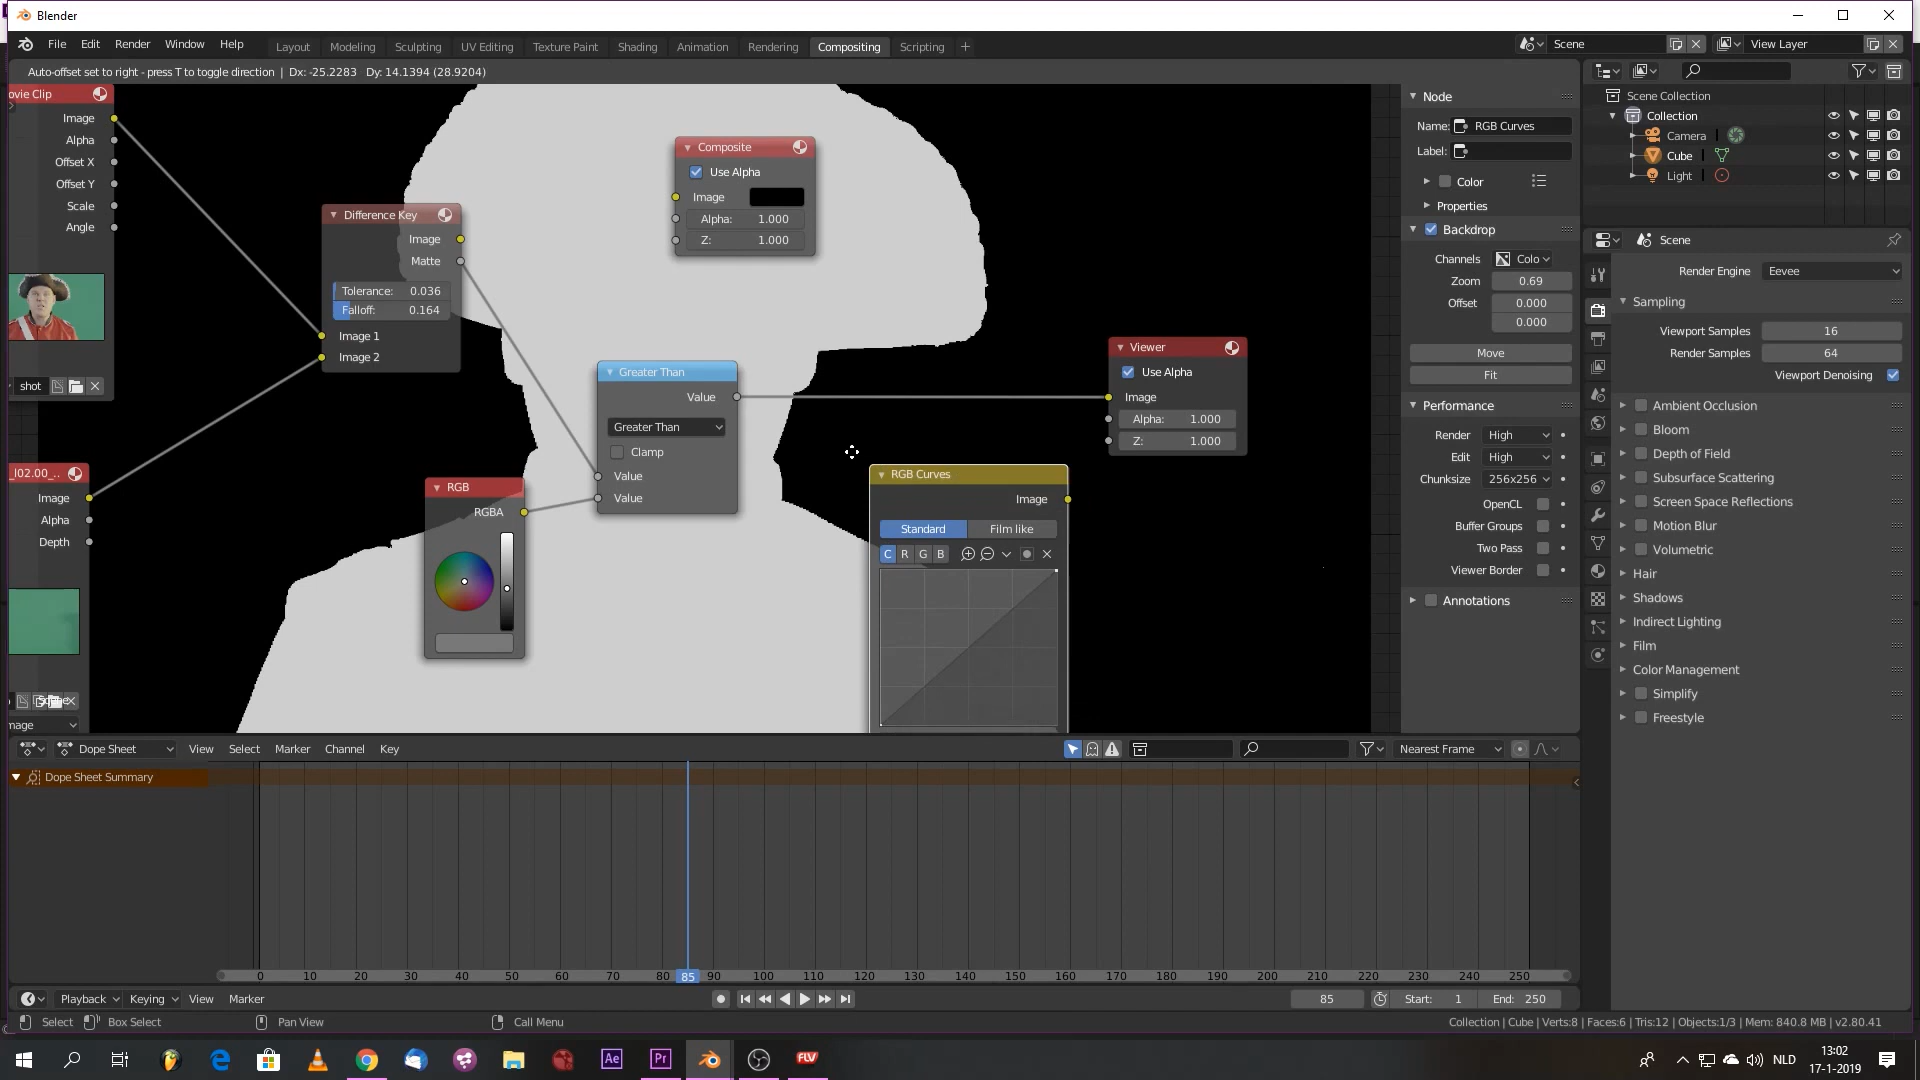 Blender
File Edit Render Window Help
Layout Modeling Sculpting UV Editing Texture Paint Shading Animation Rendering Compositing Scripting +
Scene
View Layer
Auto-offset set to right - press T to toggle direction | Dx: -25.2283 Dy: 14.1394 (28.9204)
ovie Clip
Image
Alpha
Offset X
Offset Y
Scale
Angle
shot
_l02.00_..
Image
Alpha
Depth
mage
Difference Key
Image
Matte
Tolerance: 0.036
Falloff: 0.164
Image 1
Image 2
RGB
RGBA
Composite
Use Alpha
Image
Alpha: 1.000
Z: 1.000
Greater Than
Value
Greater Than
Clamp
Value
Value
RGB Curves
Image
Standard Film like
C R G B
Viewer
Use Alpha
Image
Alpha: 1.000
Z: 1.000
Node
Name: RGB Curves
Label:
Color
Properties
Backdrop
Channels Colo
Zoom 0.69
Offset 0.000
0.000
Move
Fit
Performance
Render High
Edit High
Chunksize 256x256
OpenCL
Buffer Groups
Two Pass
Viewer Border
Annotations
Scene Collection
Collection
Camera
Cube
Light
Scene
Render Engine Eevee
Sampling
Viewport Samples 16
Render Samples 64
Viewport Denoising
Ambient Occlusion
Bloom
Depth of Field
Subsurface Scattering
Screen Space Reflections
Motion Blur
Volumetric
Hair
Shadows
Indirect Lighting
Film
Color Management
Simplify
Freestyle
Dope Sheet View Select Marker Channel Key
Nearest Frame
Dope Sheet Summary
0 10 20 30 40 50 60 70 80 85 90 100 110 120 130 140 150 160 170 180 190 200 210 220 230 240 250
Playback Keying View Marker
85 Start: 1 End: 250
Select Box Select Pan View Call Menu
Collection | Cube | Verts:8 | Faces:6 | Tris:12 | Objects:1/3 | Mem: 840.8 MB | v2.80.41
Ae Pr FLV
NLD
13:02
17-1-2019